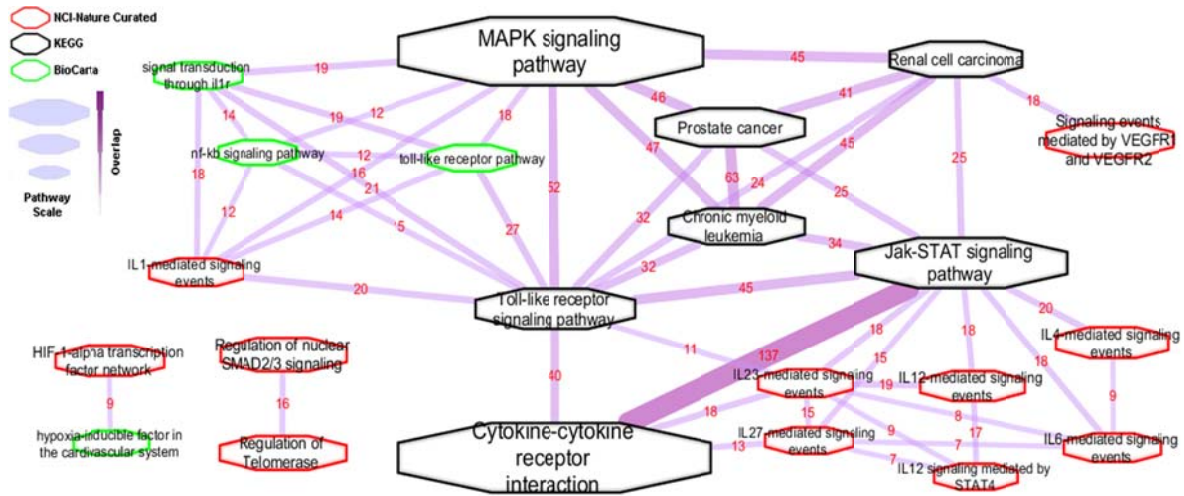 NCI-Nature Curated
KEGG
BioCarta
Overlap
Pathway
Scale
MAPK signaling
pathway
Renal cell carcinoma
signal transduction
through il1r
Prostate cancer
Signaling events
mediated by VEGFR1
and VEGFR2
nf-kb signaling pathway
toll-like receptor pathway
Chronic myeloid
leukemia
Jak-STAT signaling
pathway
IL1-mediated signaling
events
Toll-like receptor
signaling pathway
HIF-1-alpha transcription
factor network
Regulation of nuclear
SMAD2/3 signaling
IL4-mediated signaling
events
IL23-mediated signaling
events
IL12-mediated signaling
events
hypoxia-inducible factor in
the cardivascular system
Regulation of
Telomerase
Cytokine-cytokine
receptor
interaction
IL27-mediated signaling
events
IL6-mediated signaling
events
IL12 signaling mediated by
STAT4
19
45
46
41
18
14
19
12
18
47
45
12
16
18
21
52
63
24
25
25
12
14
15
27
32
32
34
20
45
11
137
18
15
18
20
18
9
16
40
19
18
15
8
13
9
17
7
7
9